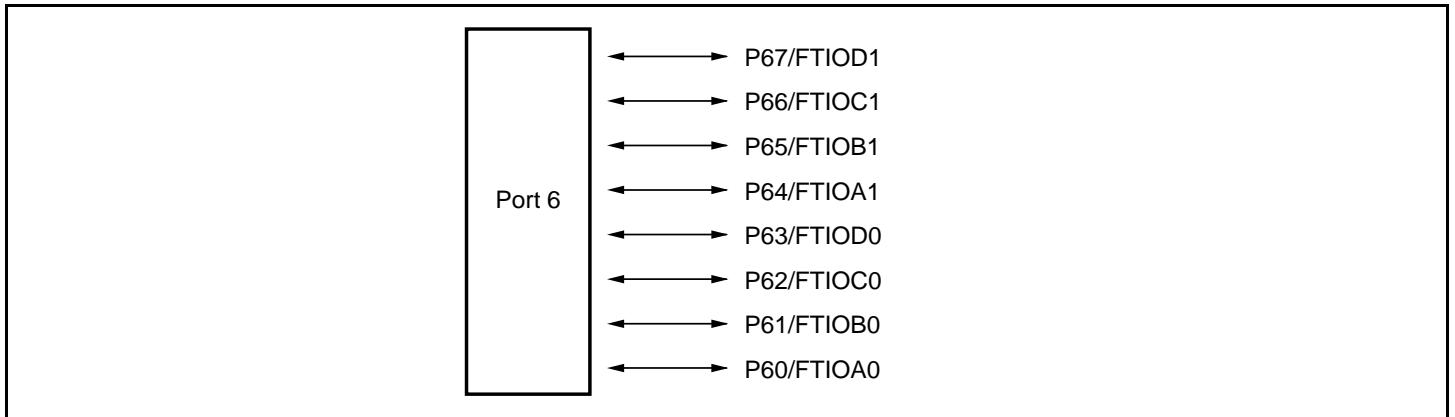 P67/FTIOD1
P66/FTIOC1
P65/FTIOB1
P64/FTIOA1
Port 6
P63/FTIOD0
P62/FTIOC0
P61/FTIOB0
P60/FTIOA0